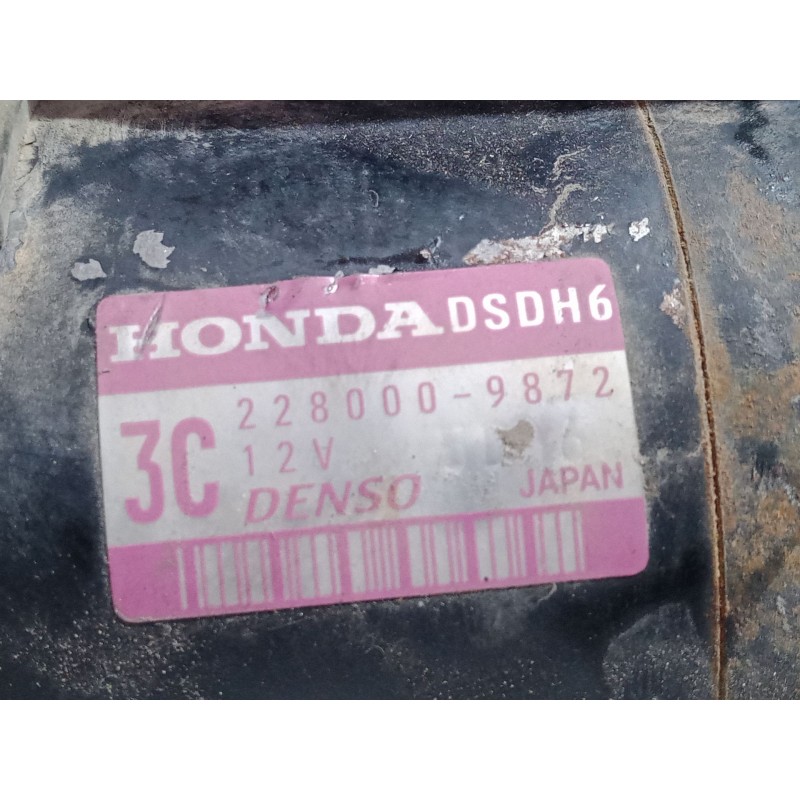 HONDA DSDH6
3C 228000-9872
12V
DENSO JAPAN